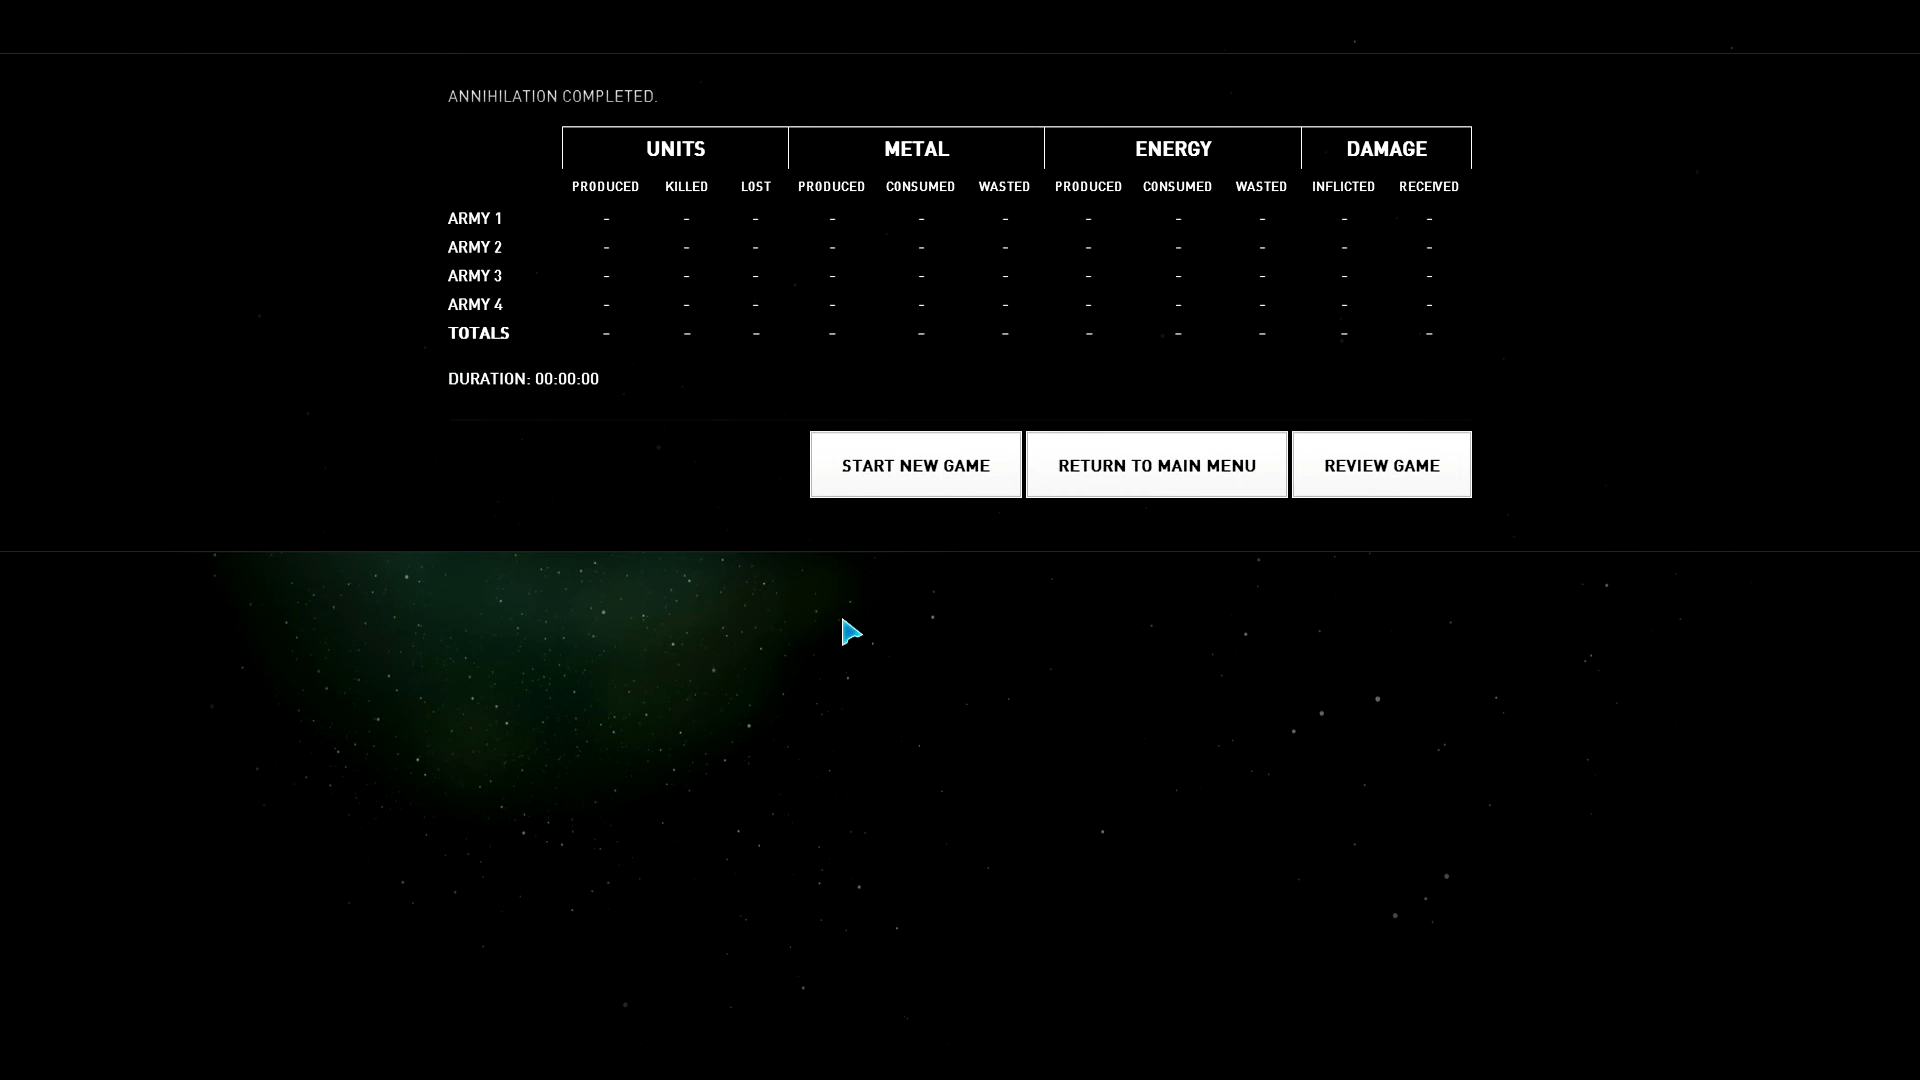 ANNIHILATION COMPLETED.
UNITS METAL ENERGY DAMAGE
PRODUCED KILLED LOST PRODUCED CONSUMED WASTED PRODUCED CONSUMED WASTED INFLICTED RECEIVED
ARMY 1 - - - - - - - - - - -
ARMY 2 - - - - - - - - - - -
ARMY 3 - - - - - - - - - - -
ARMY 4 - - - - - - - - - - -
TOTALS - - - - - - - - - - -
DURATION: 00:00:00
START NEW GAME RETURN TO MAIN MENU REVIEW GAME